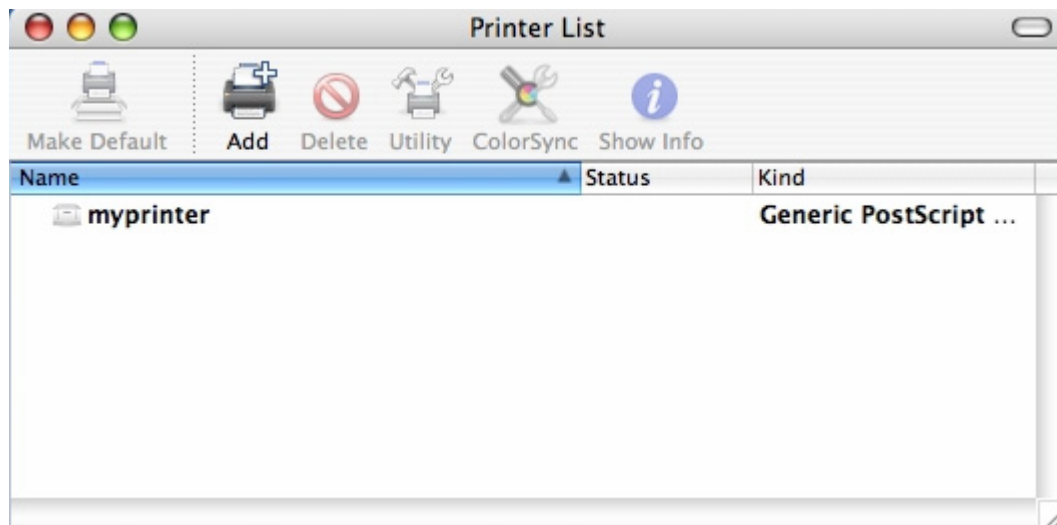 Printer List
Make Default Add Delete Utility ColorSync Show Info
Name Status Kind
myprinter Generic PostScript ...